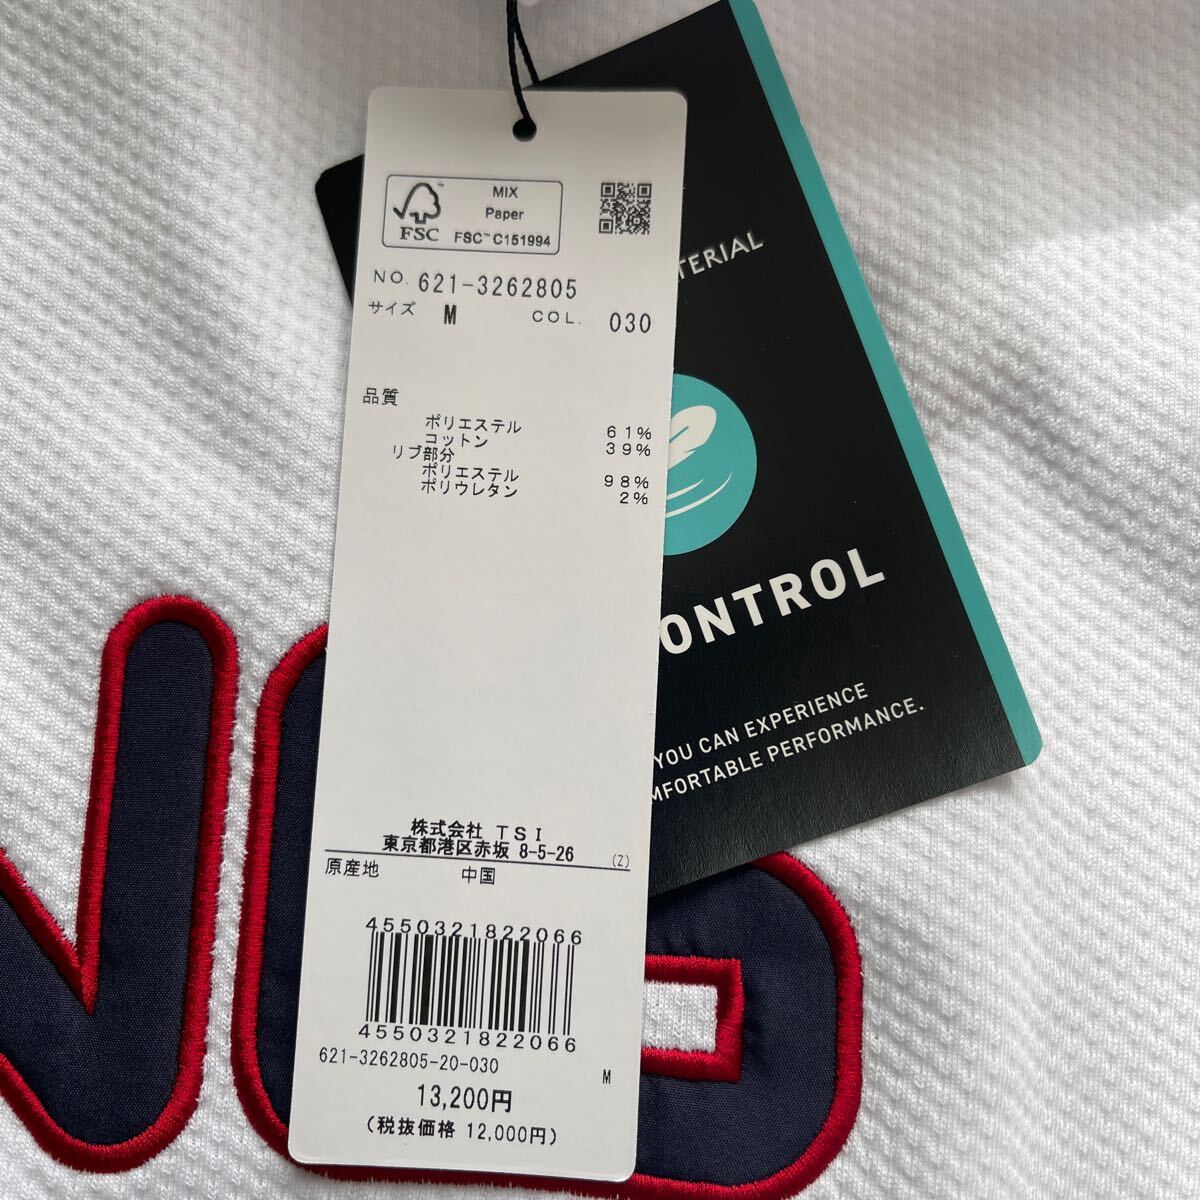 MIX
Paper
FSC™ C151994
FSC
NO. 621-3262805
サイズ M COL. 030
品質
ポリエステル 61%
コットン 39%
リブ部分
ポリエステル 98%
ポリウレタン 2%
株式会社 TSI
東京都港区赤坂 8-5-26 (Z)
原産地 中国
4550321822066
4550321822066
621-3262805-20-030
M
13,200円
(税抜価格 12,000円)
TERIAL
ONTROL
YOU CAN EXPERIENCE
MFORTABLE PERFORMANCE.
NG